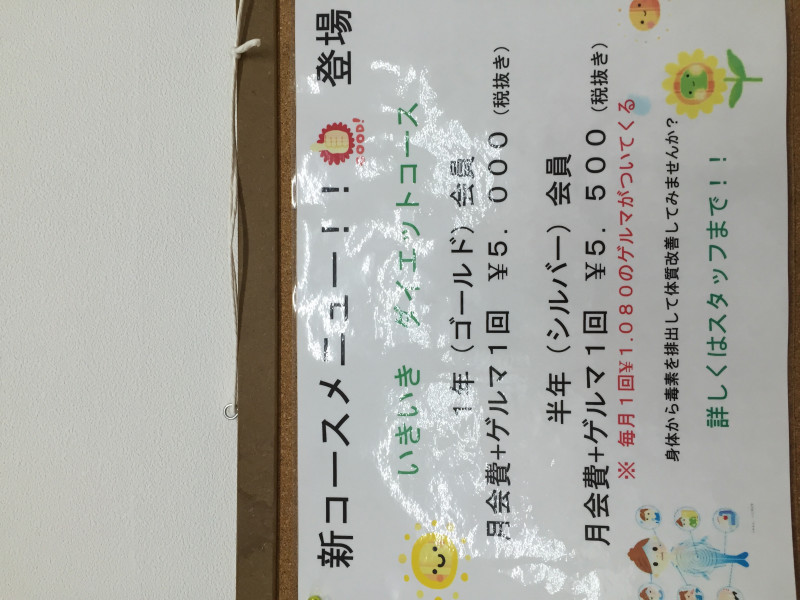 新コースメニュー！！ GOOD! 登場
いきいき ダイエットコース
１年（ゴールド）会員
月会費+ゲルマ１回 ¥５．０００（税抜き）
半年（シルバー）会員
月会費+ゲルマ１回 ¥５．５００（税抜き）
※ 毎月１回¥１.０８０のゲルマがついてくる
身体から毒素を排出して体質改善してみませんか？
詳しくはスタッフまで！！